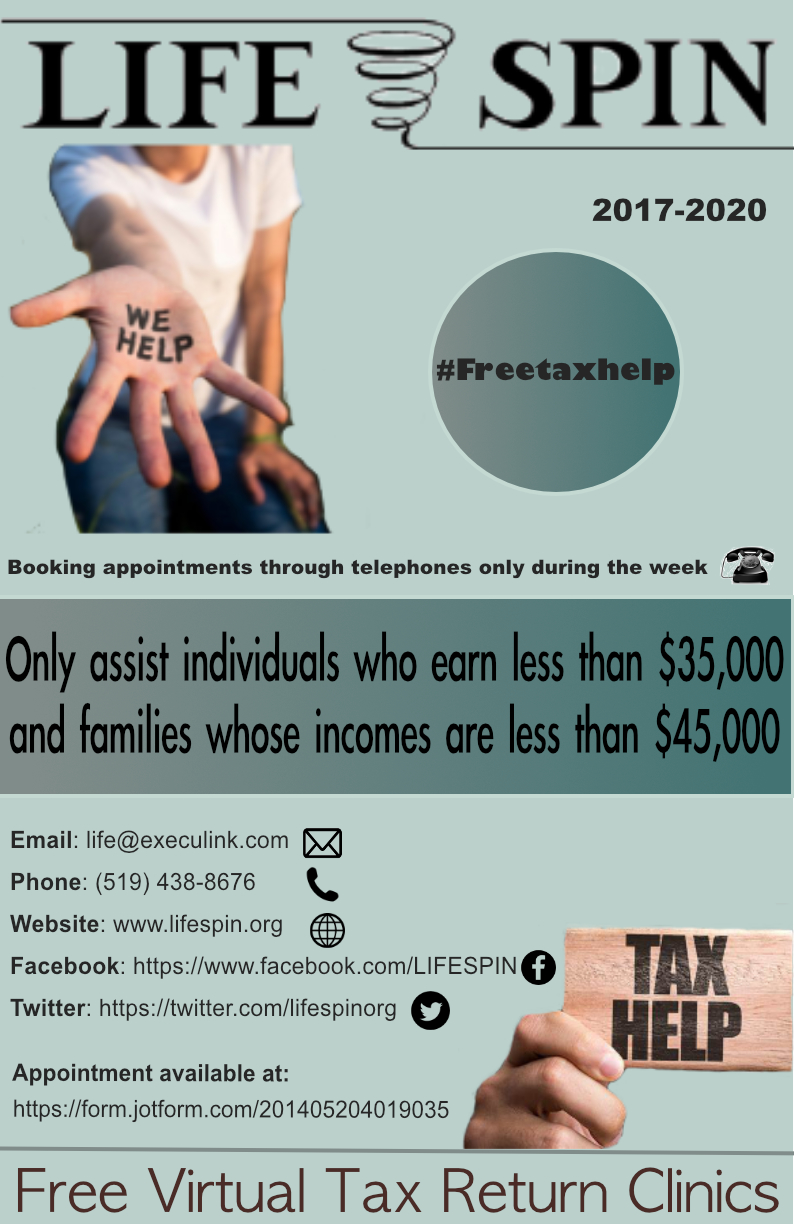 LIFE SPIN
2017-2020
WE
HELP
#Freetaxhelp
Booking appointments through telephones only during the week
Only assist individuals who earn less than $35,000
and families whose incomes are less than $45,000
Email: life@execulink.com
Phone: (519) 438-8676
Website: www.lifespin.org
Facebook: https://www.facebook.com/LIFESPIN
Twitter: https://twitter.com/lifespinorg
TAX
HELP
Appointment available at:
https://form.jotform.com/201405204019035
Free Virtual Tax Return Clinics